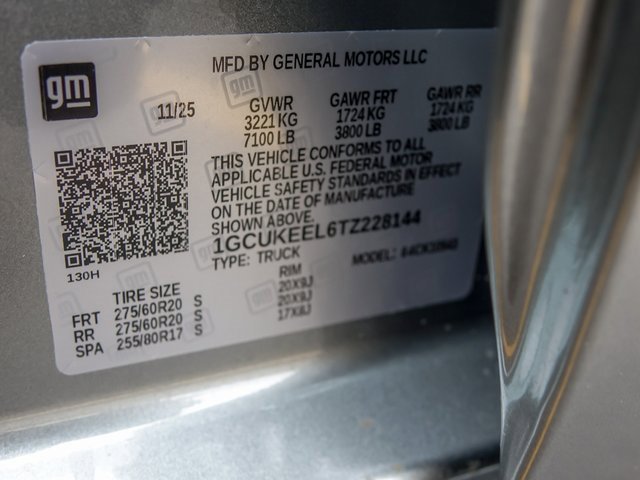 gm
MFD BY GENERAL MOTORS LLC
11/25 GVWR GAWR FRT GAWR RR
3221 KG 1724 KG 1724 KG
7100 LB 3800 LB 3800 LB
THIS VEHICLE CONFORMS TO ALL
APPLICABLE U.S. FEDERAL MOTOR
VEHICLE SAFETY STANDARDS IN EFFECT
ON THE DATE OF MANUFACTURE
SHOWN ABOVE.
1GCUKEEL6TZ228144
TYPE: TRUCK MODEL:
130H
TIRE SIZE RIM
FRT 275/60R20 S 20X9J
RR 275/60R20 S 20X9J
SPA 255/80R17 S 17X8J